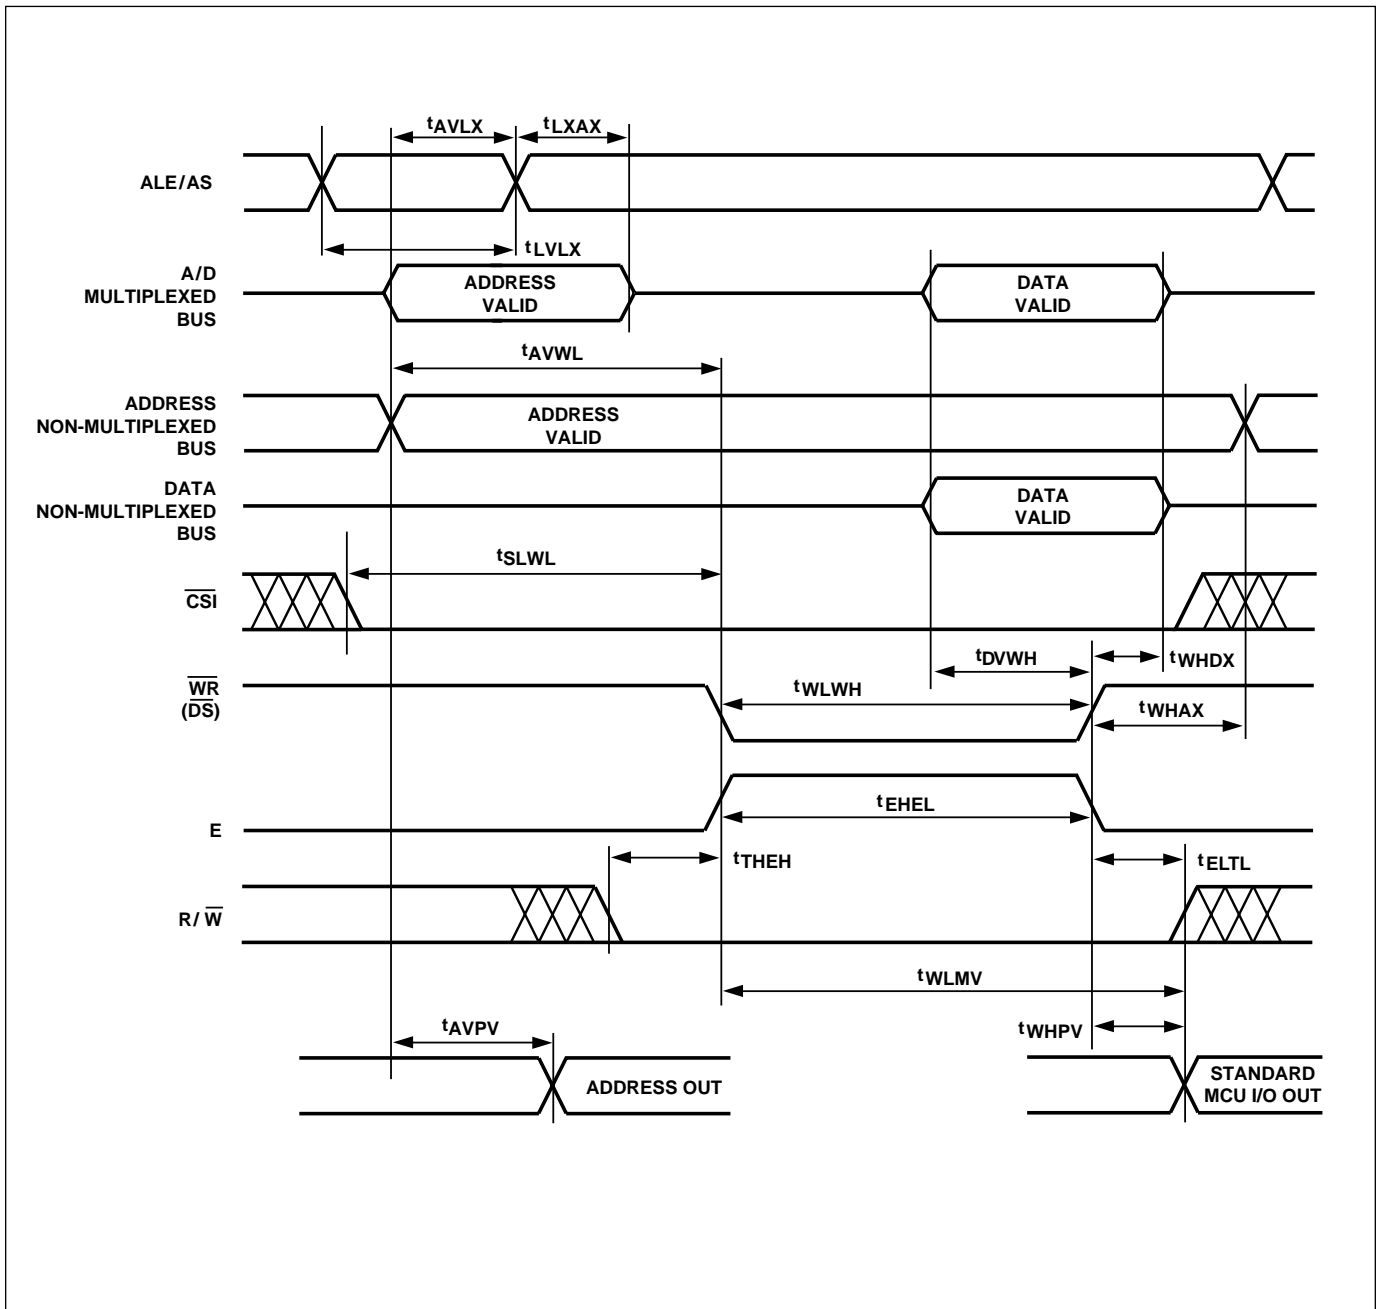 tAVLX
tLXAX
ALE/AS
tLVLX
A/D
MULTIPLEXED
BUS
ADDRESS
VALID
DATA
VALID
tAVWL
ADDRESS
NON-MULTIPLEXED
BUS
ADDRESS
VALID
DATA
NON-MULTIPLEXED
BUS
DATA
VALID
tSLWL
CSI
tDVWH
tWHDX
WR
(DS)
tWLWH
tWHAX
tEHEL
E
tTHEH
tELTL
R/W
tWLMV
tAVPV
tWHPV
ADDRESS OUT
STANDARD
MCU I/O OUT